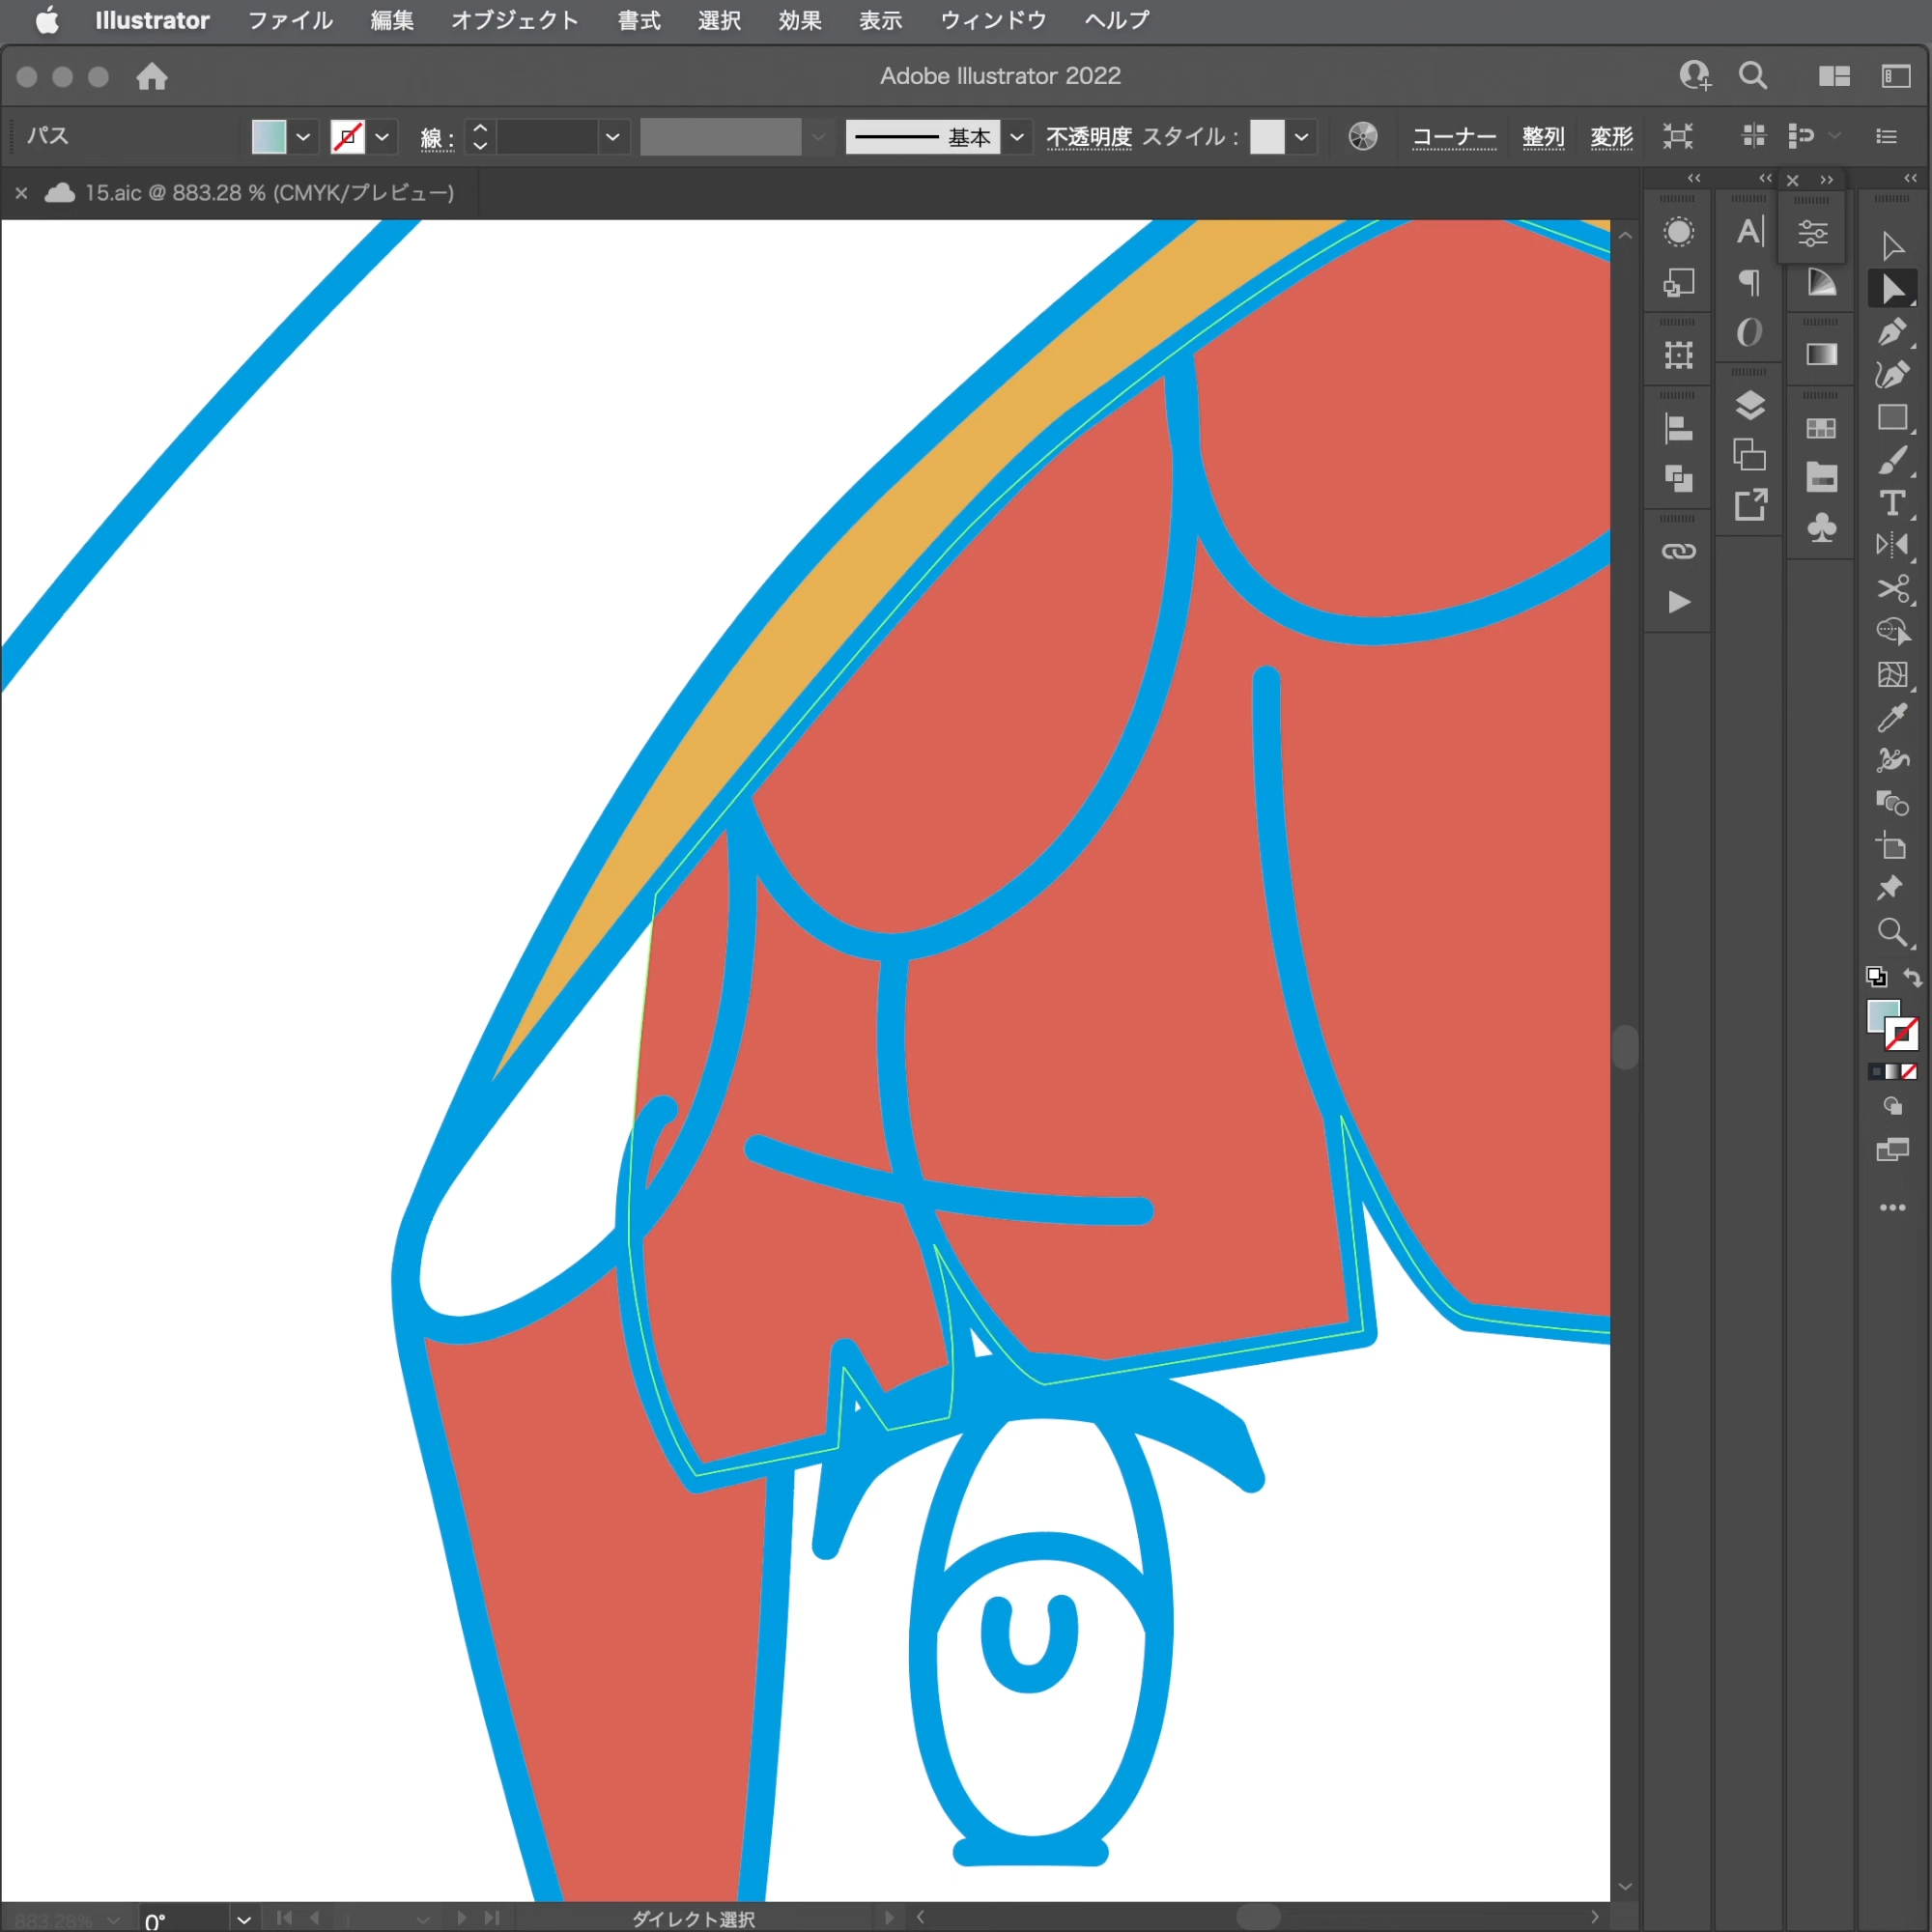 Illustrator ファイル 編集 オブジェクト 書式 選択 効果 表示 ウィンドウ ヘルプ
Adobe Illustrator 2022
パス 線 : 基本 不透明度 スタイル : コーナー 整列 変形
× 15.aic @ 883.28 % (CMYK/プレビュー)
883.28% 0° 1 ダイレクト選択